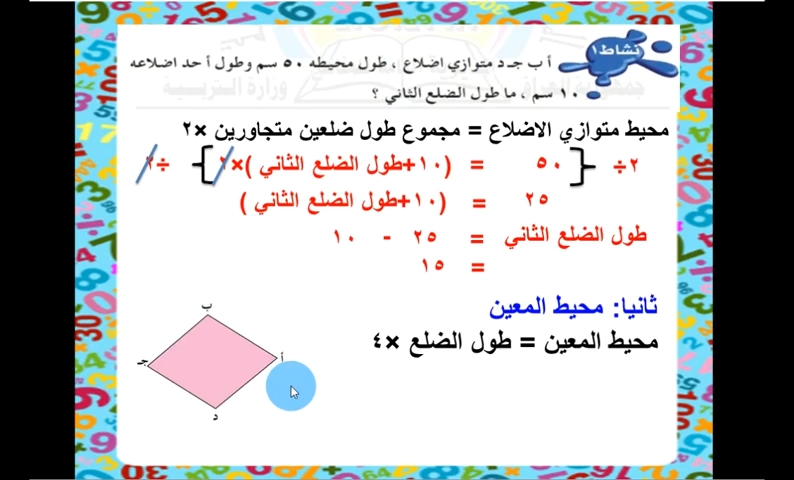 نشاط١
أ ب جـ د متوازي اضلاع ، طول محيطه ٥٠ سم وطول أحد اضلاعه
١٠ سم ، ما طول الضلع الثاني ؟
محيط متوازي الاضلاع = مجموع طول ضلعين متجاورين ×٢
÷٢ ٥٠ = (١٠+طول الضلع الثاني )×٢ ÷٢
٢٥ = (١٠+طول الضلع الثاني )
طول الضلع الثاني = ٢٥ - ١٠
= ١٥
ثانيا: محيط المعين
محيط المعين = طول الضلع ×٤
ب
أ
جـ
د